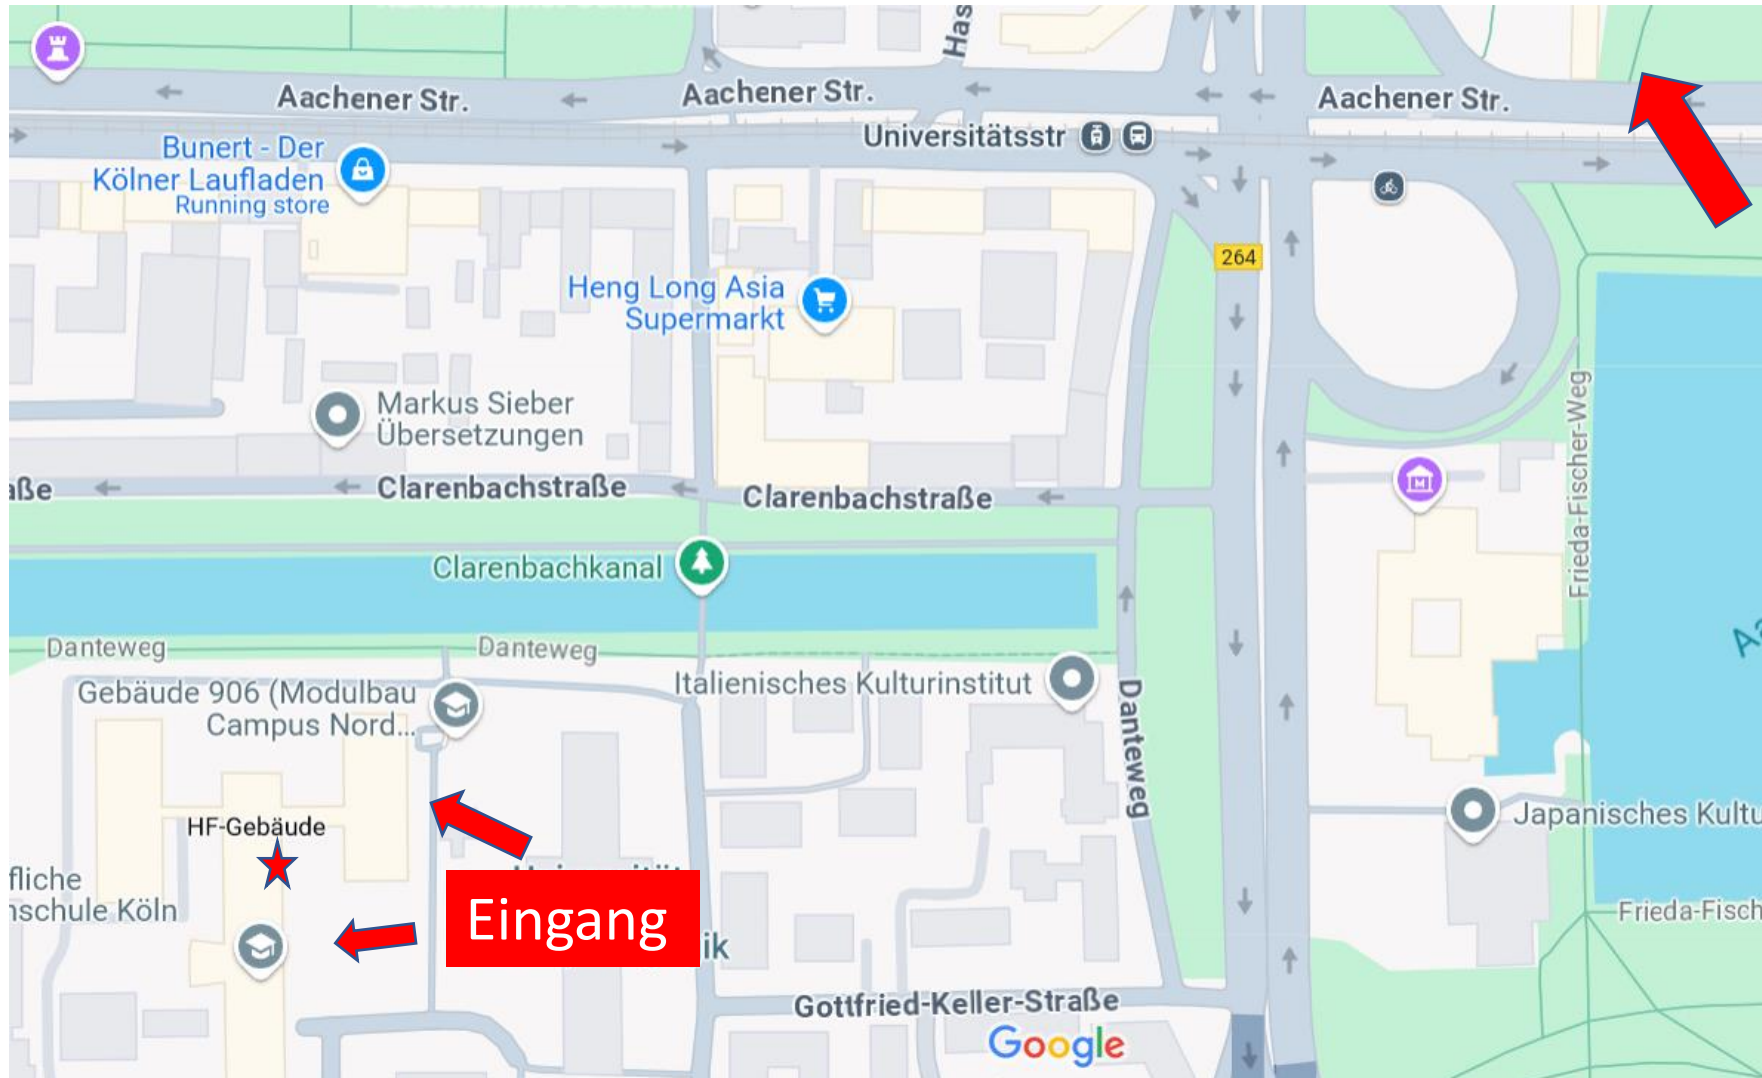 Has
Aachener Str.
Aachener Str.
Aachener Str.
Universitätsstr
Bunert - Der
Kölner Laufladen
Running store
264
Heng Long Asia
Supermarkt
Markus Sieber
Übersetzungen
Frieda-Fischer-Weg
aße
Clarenbachstraße
Clarenbachstraße
M
Clarenbachkanal
Danteweg
Danteweg
Aa
Italienisches Kulturinstitut
Gebäude 906 (Modulbau
Campus Nord...
Danteweg
HF-Gebäude
Japanisches Kultu
fliche
nschule Köln
Eingang
ik
Frieda-Fisch
Gottfried-Keller-Straße
Google